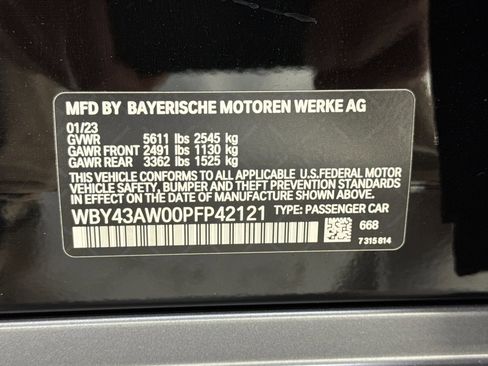 MFD BY BAYERISCHE MOTOREN WERKE AG
01/23
GVWR 5611 lbs 2545 kg
GAWR FRONT 2491 lbs 1130 kg
GAWR REAR 3362 lbs 1525 kg
THIS VEHICLE CONFORMS TO ALL APPLICABLE U.S.FEDERAL MOTOR
VEHICLE SAFETY, BUMPER AND THEFT PREVENTION STANDARDS
IN EFFECT ON THE DATE OF MANUFACTURE SHOWN ABOVE.
WBY43AW00PFP42121 TYPE: PASSENGER CAR
668
7 315 814